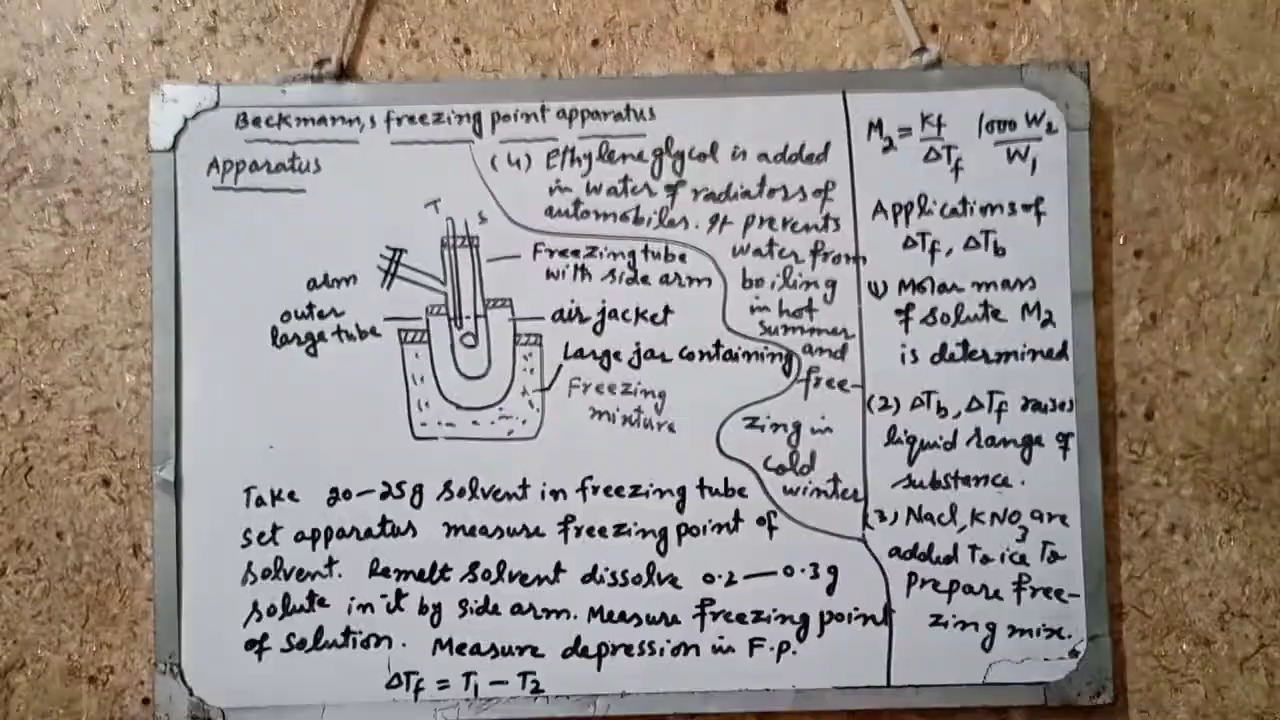 Beckmann,s freezing point apparatus
Apparatus
T
S
arm
outer
large tube
Freezing tube
with side arm
air jacket
Large jar containing
Freezing
mixture
Take 20-25g solvent in freezing tube
set apparatus measure freezing point of
solvent. Remelt solvent dissolve 0.2 — 0.3g
solute in it by side arm. Measure freezing point
of solution. Measure depression in F.p.
ΔTf = T1 - T2
(4) Ethylene glycol is added
in water of radiators of
automobiles. It prevents
water from
boiling
in hot
summer
and
free-
zing in
cold
winter
M2 = Kf/ΔTf 1000 W2/W1
Applications of
ΔTf, ΔTb
(1) Molar mass
of solute M2
is determined
(2) ΔTb, ΔTf raises
liquid range of
substance.
(3) Nacl, KNO3 are
added To ice To
Prepare free-
zing mix.